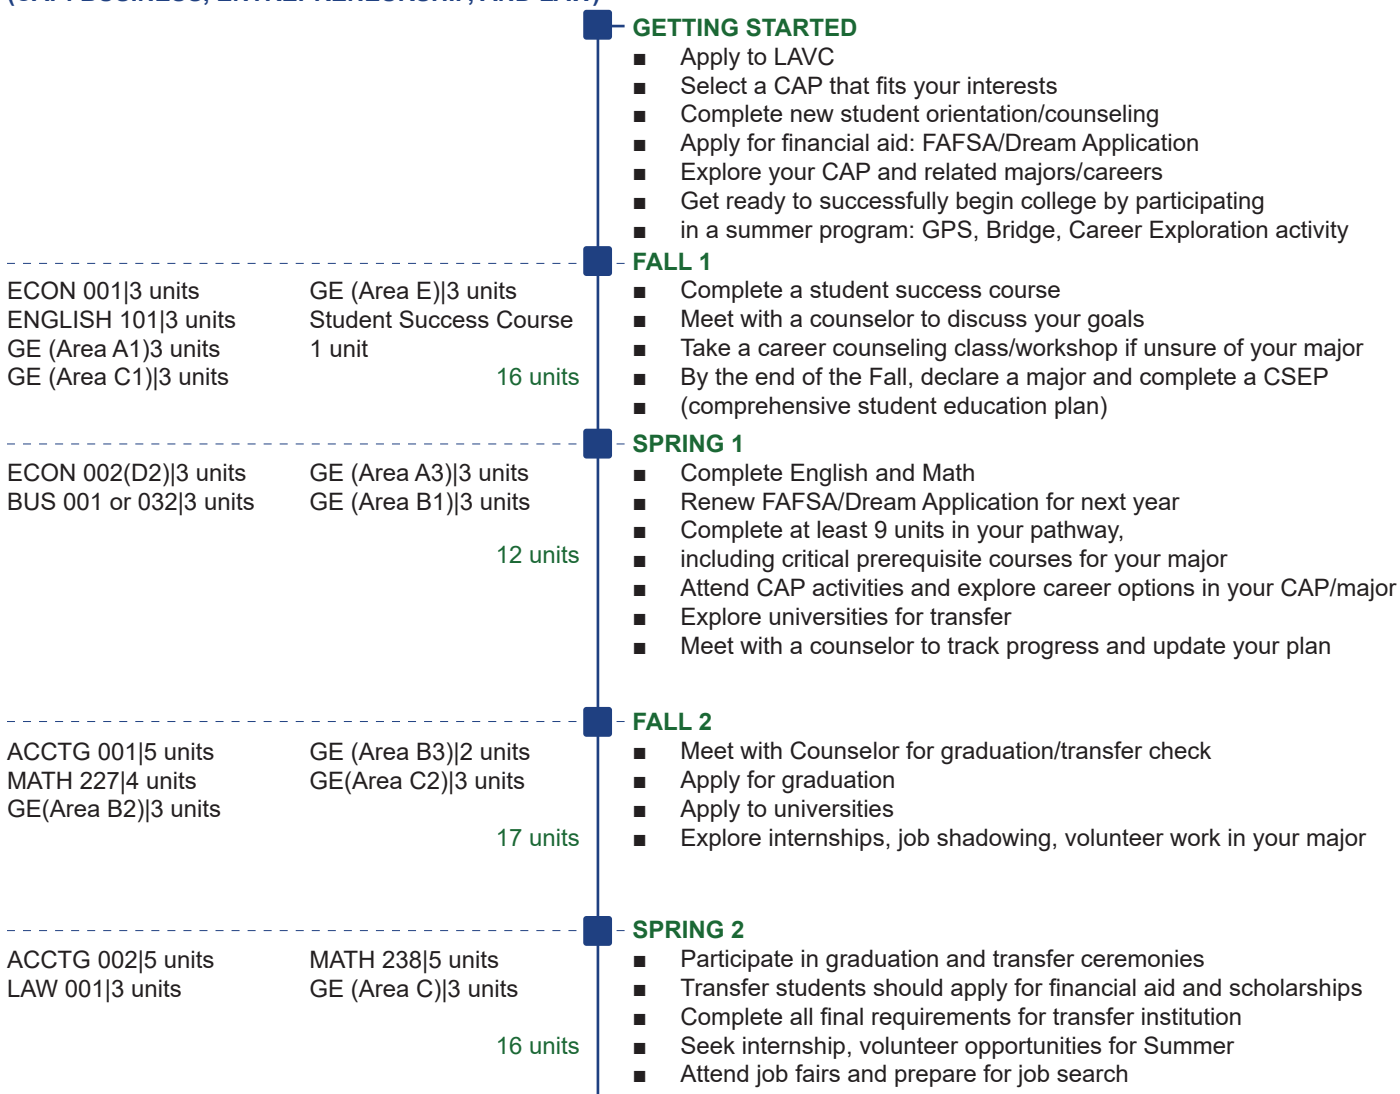 (CAP: BUSINESS, ENTREPRENEURSHIP, AND LAW)
GETTING STARTED
■ Apply to LAVC
■ Select a CAP that fits your interests
■ Complete new student orientation/counseling
■ Apply for financial aid: FAFSA/Dream Application
■ Explore your CAP and related majors/careers
■ Get ready to successfully begin college by participating
■ in a summer program: GPS, Bridge, Career Exploration activity
FALL 1
ECON 001|3 units
ENGLISH 101|3 units
GE (Area A1)3 units
GE (Area C1)|3 units
GE (Area E)|3 units
Student Success Course
1 unit
16 units
■ Complete a student success course
■ Meet with a counselor to discuss your goals
■ Take a career counseling class/workshop if unsure of your major
■ By the end of the Fall, declare a major and complete a CSEP
■ (comprehensive student education plan)
SPRING 1
ECON 002(D2)|3 units
BUS 001 or 032|3 units
GE (Area A3)|3 units
GE (Area B1)|3 units
12 units
■ Complete English and Math
■ Renew FAFSA/Dream Application for next year
■ Complete at least 9 units in your pathway,
■ including critical prerequisite courses for your major
■ Attend CAP activities and explore career options in your CAP/major
■ Explore universities for transfer
■ Meet with a counselor to track progress and update your plan
FALL 2
ACCTG 001|5 units
MATH 227|4 units
GE(Area B2)|3 units
GE (Area B3)|2 units
GE(Area C2)|3 units
17 units
■ Meet with Counselor for graduation/transfer check
■ Apply for graduation
■ Apply to universities
■ Explore internships, job shadowing, volunteer work in your major
SPRING 2
ACCTG 002|5 units
LAW 001|3 units
MATH 238|5 units
GE (Area C)|3 units
16 units
■ Participate in graduation and transfer ceremonies
■ Transfer students should apply for financial aid and scholarships
■ Complete all final requirements for transfer institution
■ Seek internship, volunteer opportunities for Summer
■ Attend job fairs and prepare for job search